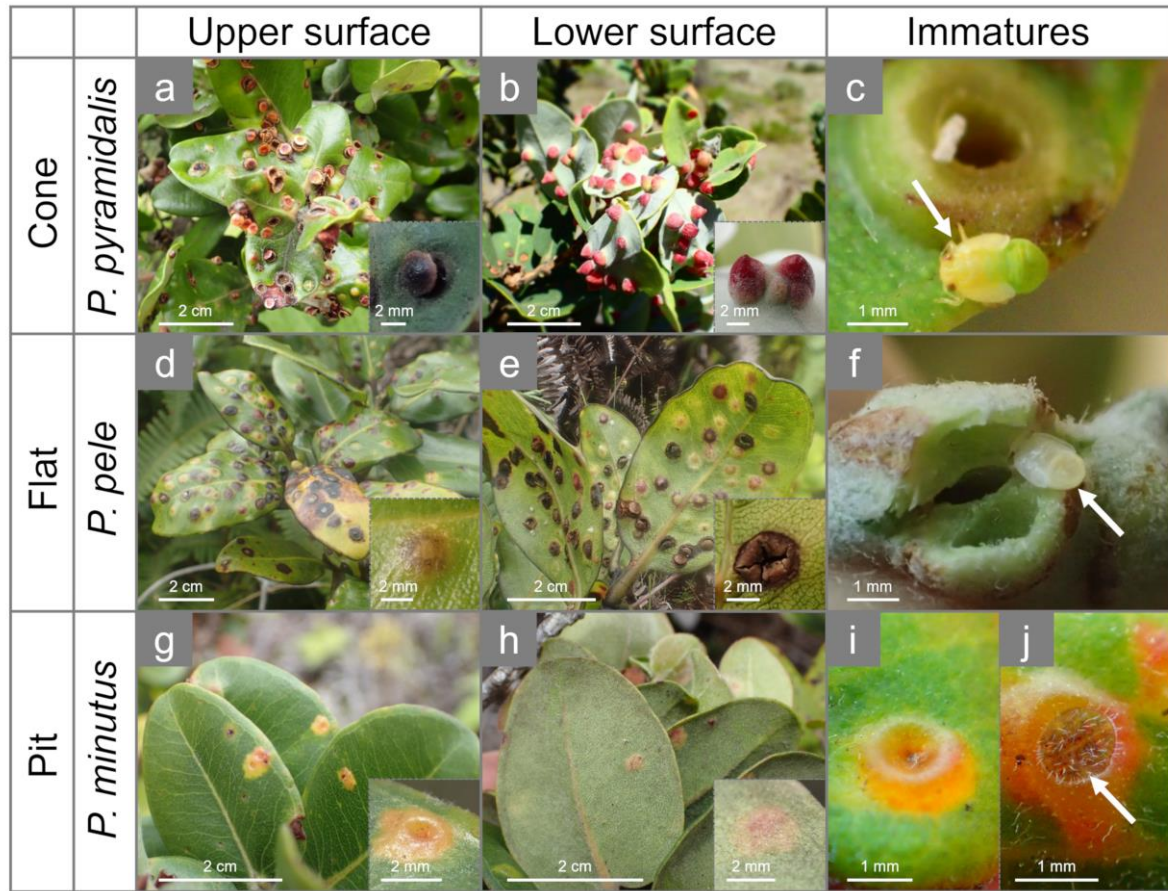 Upper surface
Lower surface
Immatures
Cone
P. pyramidalis
a
2 cm
2 mm
b
2 cm
2 mm
c
1 mm
Flat
P. pele
d
2 cm
2 mm
e
2 cm
2 mm
f
1 mm
Pit
P. minutus
g
2 cm
2 mm
h
2 cm
2 mm
i
1 mm
j
1 mm